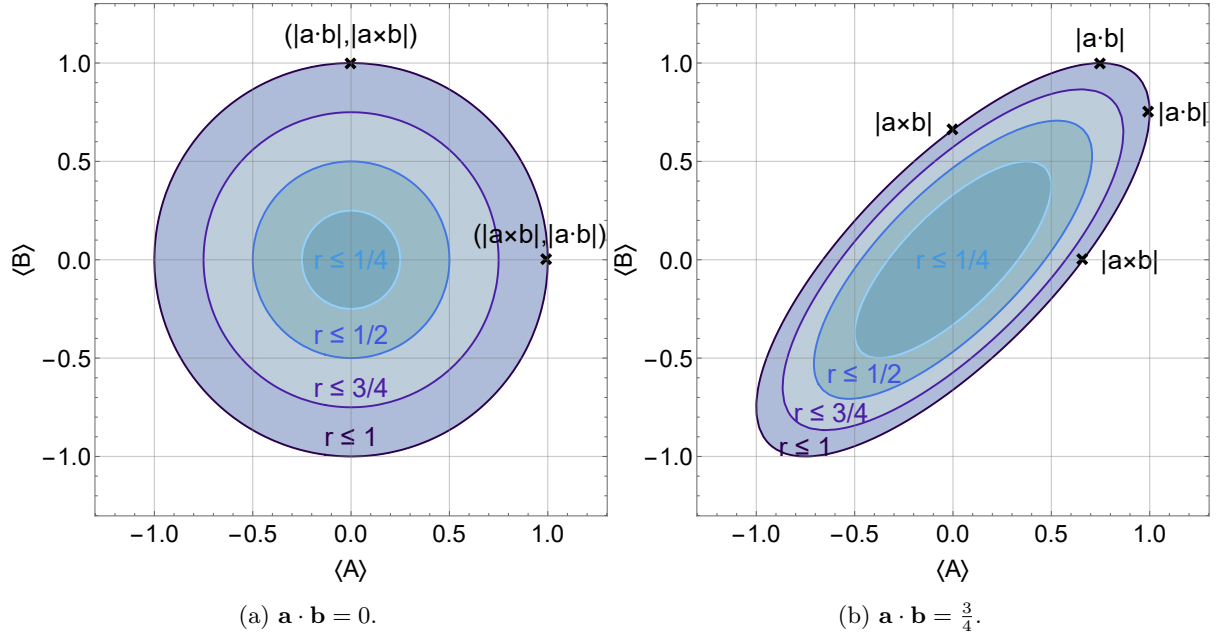 (|a·b|,|a×b|)
1.0
0.5
(|a×b|,|a·b|)
⟨B⟩
0.0
r ≤ 1/4
r ≤ 1/2
−0.5
r ≤ 3/4
r ≤ 1
−1.0
−1.0 −0.5 0.0 0.5 1.0
⟨A⟩
(a) a · b = 0.
|a·b|
1.0
|a·b|
|a×b|
0.5
⟨B⟩
0.0
r ≤ 1/4
|a×b|
−0.5
r ≤ 1/2
r ≤ 3/4
r ≤ 1
−1.0
−1.0 −0.5 0.0 0.5 1.0
⟨A⟩
(b) a · b = 3/4.